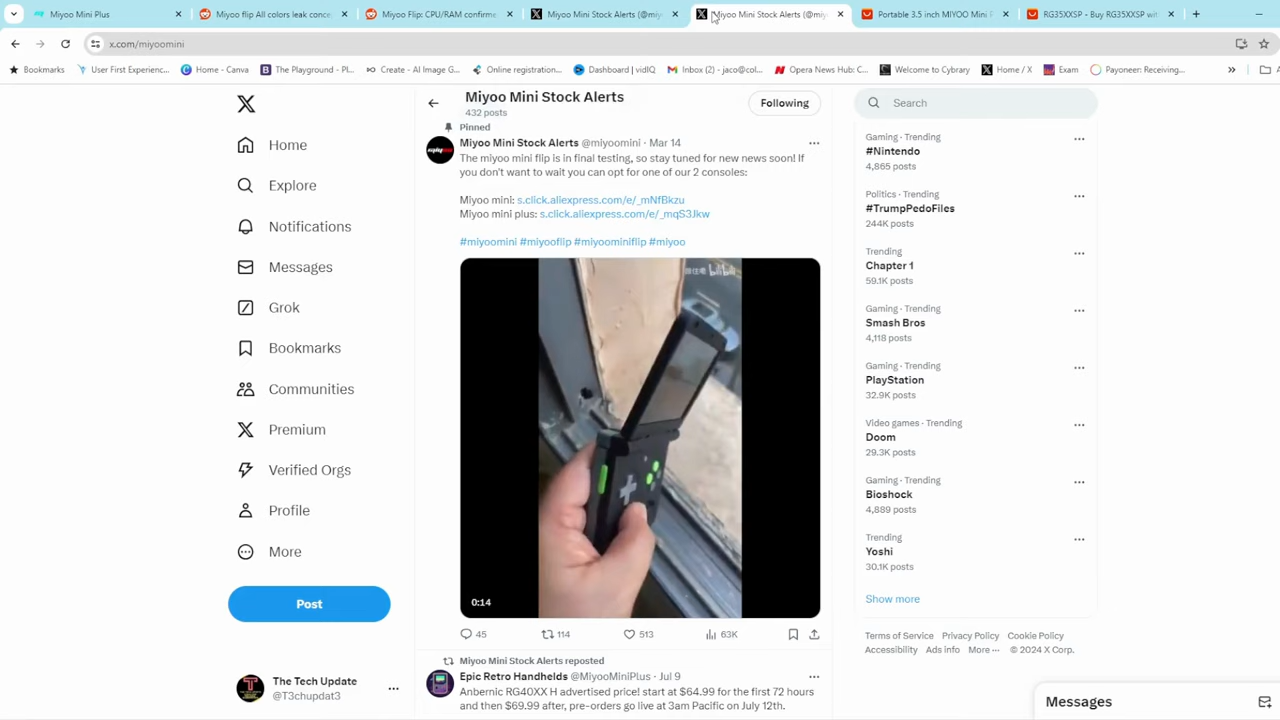 Miyoo Mini Plus
Miyoo flip All colors leak conce
Miyoo Flip: CPU/RAM confirme
Miyoo Mini Stock Alerts (@miy
Miyoo Mini Stock Alerts (@miy
Portable 3.5 inch MIYOO Mini
RG35XXSP - Buy RG35XXSP wit
x.com/miyoomini
Bookmarks
User First Experienc...
Home - Canva
The Playground - Pl...
Create - AI Image G...
Online registration...
Dashboard | vidIQ
Inbox (2) - jaco@col...
Opera News Hub: C...
Welcome to Cybrary
Home / X
Exam
Payoneer: Receiving...
Home
Explore
Notifications
Messages
Grok
Bookmarks
Communities
Premium
Verified Orgs
Profile
More
Post
The Tech Update
@T3chupdat3
Miyoo Mini Stock Alerts
432 posts
Following
Pinned
Miyoo Mini Stock Alerts @miyoomini · Mar 14
The miyoo mini flip is in final testing, so stay tuned for new news soon! If
you don't want to wait you can opt for one of our 2 consoles:
Miyoo mini: s.click.aliexpress.com/e/_mNfBkzu
Miyoo mini plus: s.click.aliexpress.com/e/_mqS3Jkw
#miyoomini #miyooflip #miyoominiflip #miyoo
0:14
45 114 513 63K
Miyoo Mini Stock Alerts reposted
Epic Retro Handhelds @MiyooMiniPlus · Jul 9
Anbernic RG40XX H advertised price! start at $64.99 for the first 72 hours
and then $69.99 after, pre-orders go live at 3am Pacific on July 12th.
Search
Gaming · Trending
#Nintendo
4,865 posts
Politics · Trending
#TrumpPedoFiles
244K posts
Trending
Chapter 1
59.1K posts
Gaming · Trending
Smash Bros
4,118 posts
Gaming · Trending
PlayStation
32.9K posts
Video games · Trending
Doom
29.3K posts
Gaming · Trending
Bioshock
4,889 posts
Trending
Yoshi
30.1K posts
Show more
Terms of Service Privacy Policy Cookie Policy
Accessibility Ads info More ··· © 2024 X Corp.
Messages